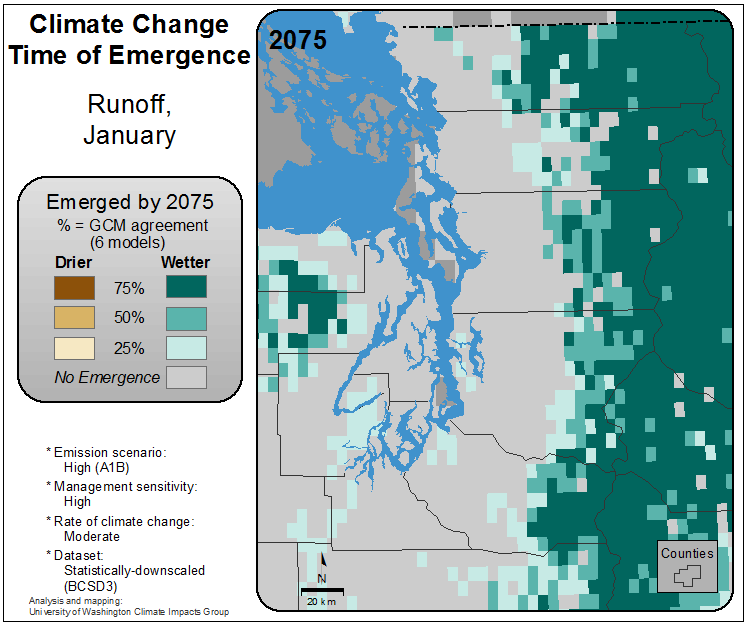 Climate Change
Time of Emergence
Runoff,
January
Emerged by 2075
% = GCM agreement
(6 models)
Drier Wetter
75%
50%
25%
No Emergence
* Emission scenario:
High (A1B)
* Management sensitivity:
High
* Rate of climate change:
Moderate
* Dataset:
Statistically-downscaled
(BCSD3)
Analysis and mapping:
University of Washington Climate Impacts Group
2075
N
20 km
Counties